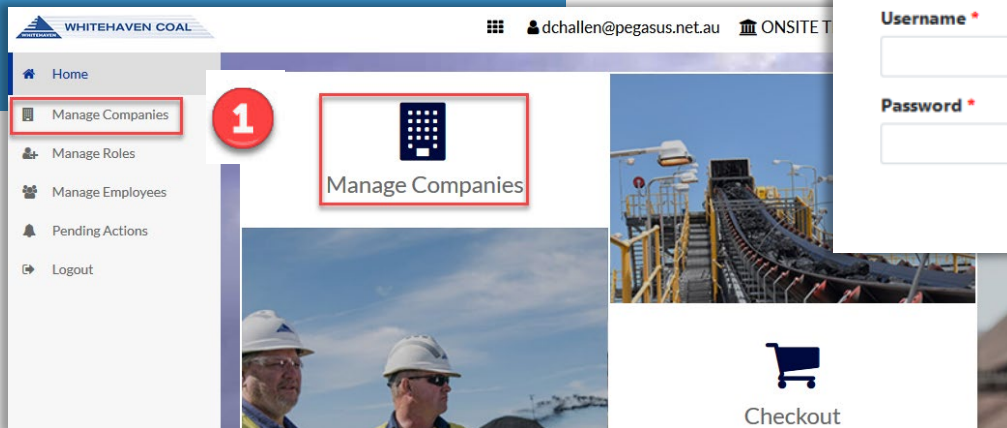 WHITEHAVEN COAL
WHITEHAVEN
dchallen@pegasus.net.au
ONSITE T
Username *
Password *
Home
Manage Companies
Manage Roles
Manage Employees
Pending Actions
Logout
1
Manage Companies
Checkout